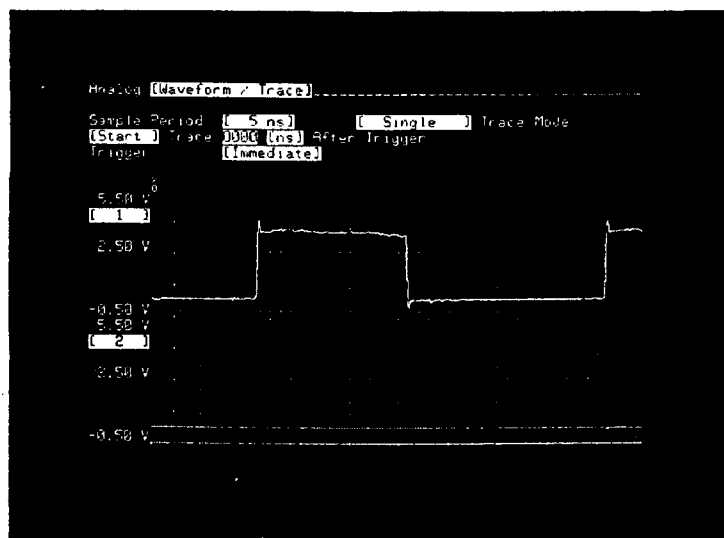 Analog [Waveform / Trace]
Sample Period [ 5 ns] [ Single ] Trace Mode
[Start ] Trace [ns] After Trigger
Trigger [Immediate]
5.50 V
[ 1 ]
2.50 V
-0.50 V
5.50 V
[ 2 ]
2.50 V
-0.50 V